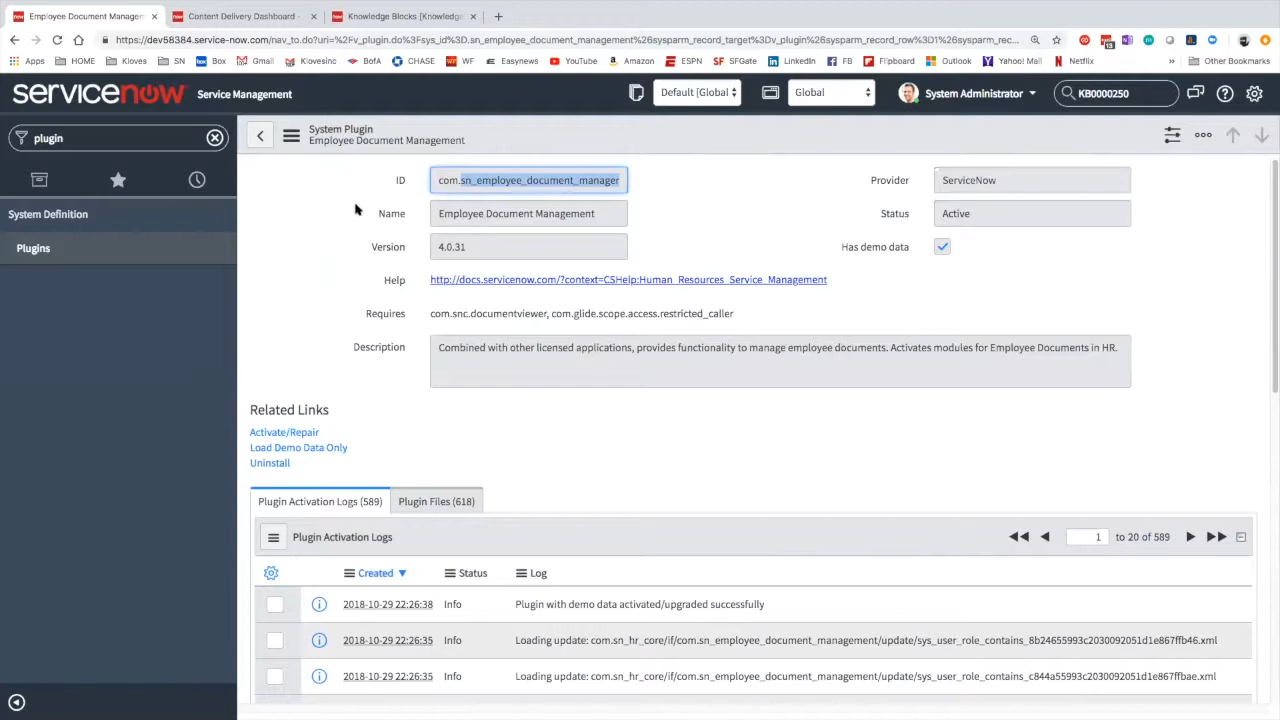 Employee Document Manage
Content Delivery Dashboard -
Knowledge Blocks [Knowledge
https://dev58384.service-now.com/nav_to.do?uri=%2Fv_plugin.do%3Fsys_id%3D.sn_employee_document_management%26sysparm_record_target%3Dv_plugin%26sysparm_record_row%3D1%26sysparm_rec...
13
Apps
HOME
Kloves
SN
Box
Gmail
Klovesinc
BofA
CHASE
WF
Easynews
YouTube
Amazon
ESPN
SF SFGate
LinkedIn
FB
Flipboard
Outlook
Yahoo! Mail
Netflix
»
Other Bookmarks
servicenow
Service Management
Default [Global
Global
System Administrator
KB0000250
plugin
System Definition
Plugins
System Plugin
Employee Document Management
ID
com.sn_employee_document_manager
Provider
ServiceNow
Name
Employee Document Management
Status
Active
Version
4.0.31
Has demo data
Help
http://docs.servicenow.com/?context=CSHelp:Human_Resources_Service_Management
Requires
com.snc.documentviewer, com.glide.scope.access.restricted_caller
Description
Combined with other licensed applications, provides functionality to manage employee documents. Activates modules for Employee Documents in HR.
Related Links
Activate/Repair
Load Demo Data Only
Uninstall
Plugin Activation Logs (589)
Plugin Files (618)
Plugin Activation Logs
1 to 20 of 589
Created
Status
Log
2018-10-29 22:26:38
Info
Plugin with demo data activated/upgraded successfully
2018-10-29 22:26:35
Info
Loading update: com.sn_hr_core/if/com.sn_employee_document_management/update/sys_user_role_contains_8b24655993c2030092051d1e867ffb46.xml
2018-10-29 22:26:35
Info
Loading update: com.sn_hr_core/if/com.sn_employee_document_management/update/sys_user_role_contains_c844a55993c2030092051d1e867ffbae.xml